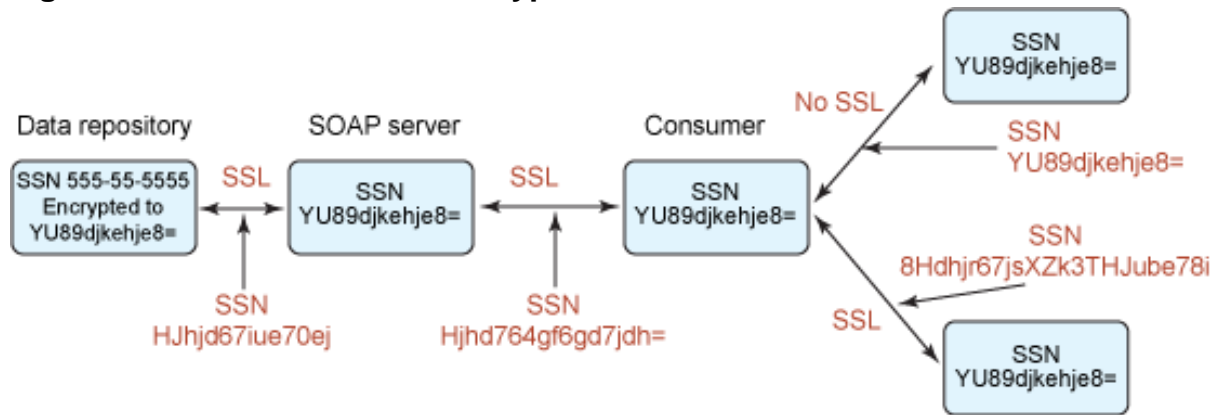 Data repository
SSN 555-55-5555
Encrypted to
YU89djkehje8=
SSL
SSN
HJhjd67iue70ej
SOAP server
SSN
YU89djkehje8=
SSL
SSN
Hjhd764gf6gd7jdh=
Consumer
SSN
YU89djkehje8=
No SSL
SSN
YU89djkehje8=
SSN
YU89djkehje8=
SSN
8Hdhjr67jsXZk3THJube78i
SSL
SSN
YU89djkehje8=